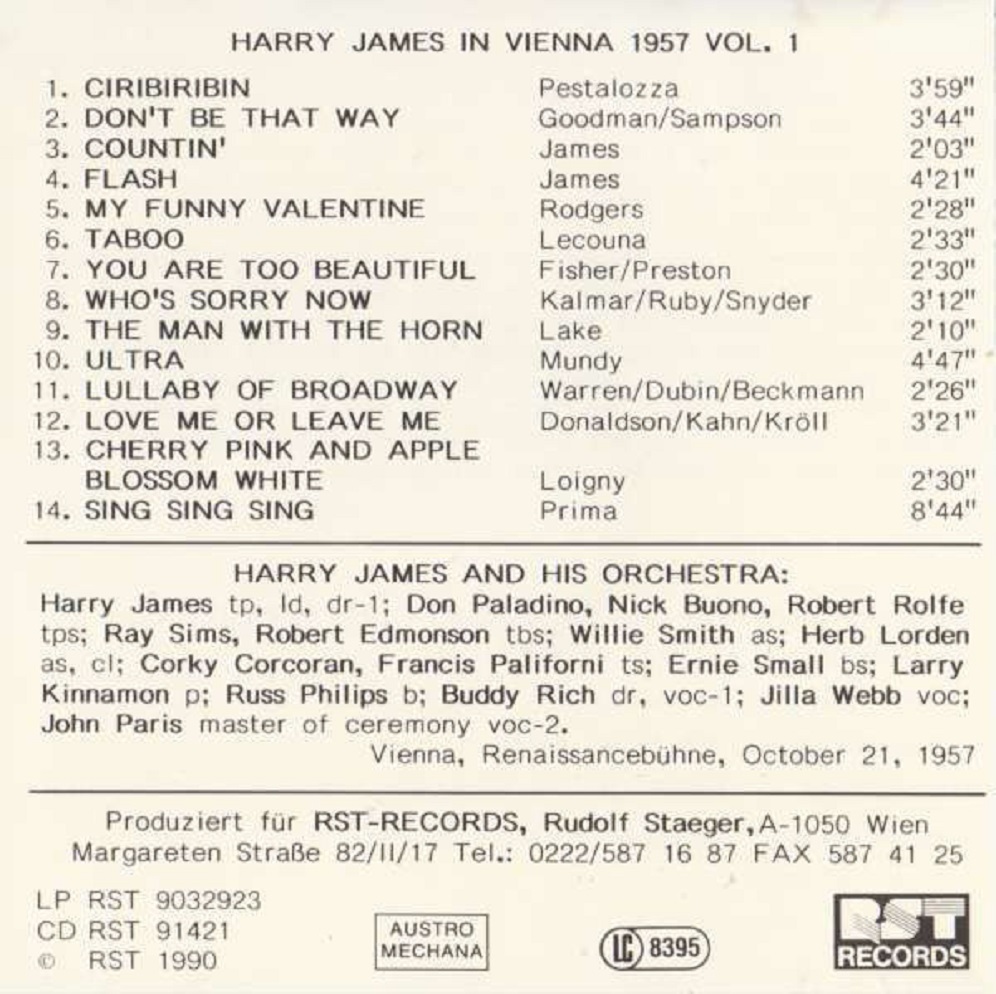 HARRY JAMES IN VIENNA 1957 VOL. 1
1. CIRIBIRIBIN Pestalozza 3'59"
2. DON'T BE THAT WAY Goodman/Sampson 3'44"
3. COUNTIN' James 2'03"
4. FLASH James 4'21"
5. MY FUNNY VALENTINE Rodgers 2'28"
6. TABOO Lecouna 2'33"
7. YOU ARE TOO BEAUTIFUL Fisher/Preston 2'30"
8. WHO'S SORRY NOW Kalmar/Ruby/Snyder 3'12"
9. THE MAN WITH THE HORN Lake 2'10"
10. ULTRA Mundy 4'47"
11. LULLABY OF BROADWAY Warren/Dubin/Beckmann 2'26"
12. LOVE ME OR LEAVE ME Donaldson/Kahn/Kröll 3'21"
13. CHERRY PINK AND APPLE
BLOSSOM WHITE Loigny 2'30"
14. SING SING SING Prima 8'44"
HARRY JAMES AND HIS ORCHESTRA:
Harry James tp, ld, dr-1; Don Paladino, Nick Buono, Robert Rolfe
tps; Ray Sims, Robert Edmonson tbs; Willie Smith as; Herb Lorden
as, cl; Corky Corcoran, Francis Paliforni ts; Ernie Small bs; Larry
Kinnamon p; Russ Philips b; Buddy Rich dr, voc-1; Jilla Webb voc;
John Paris master of ceremony voc-2.
Vienna, Renaissancebühne, October 21, 1957
Produziert für RST-RECORDS, Rudolf Staeger, A-1050 Wien
Margareten Straße 82/II/17 Tel.: 0222/587 16 87 FAX 587 41 25
LP RST 9032923
CD RST 91421
© RST 1990
AUSTRO
MECHANA
LC 8395
RST
RECORDS